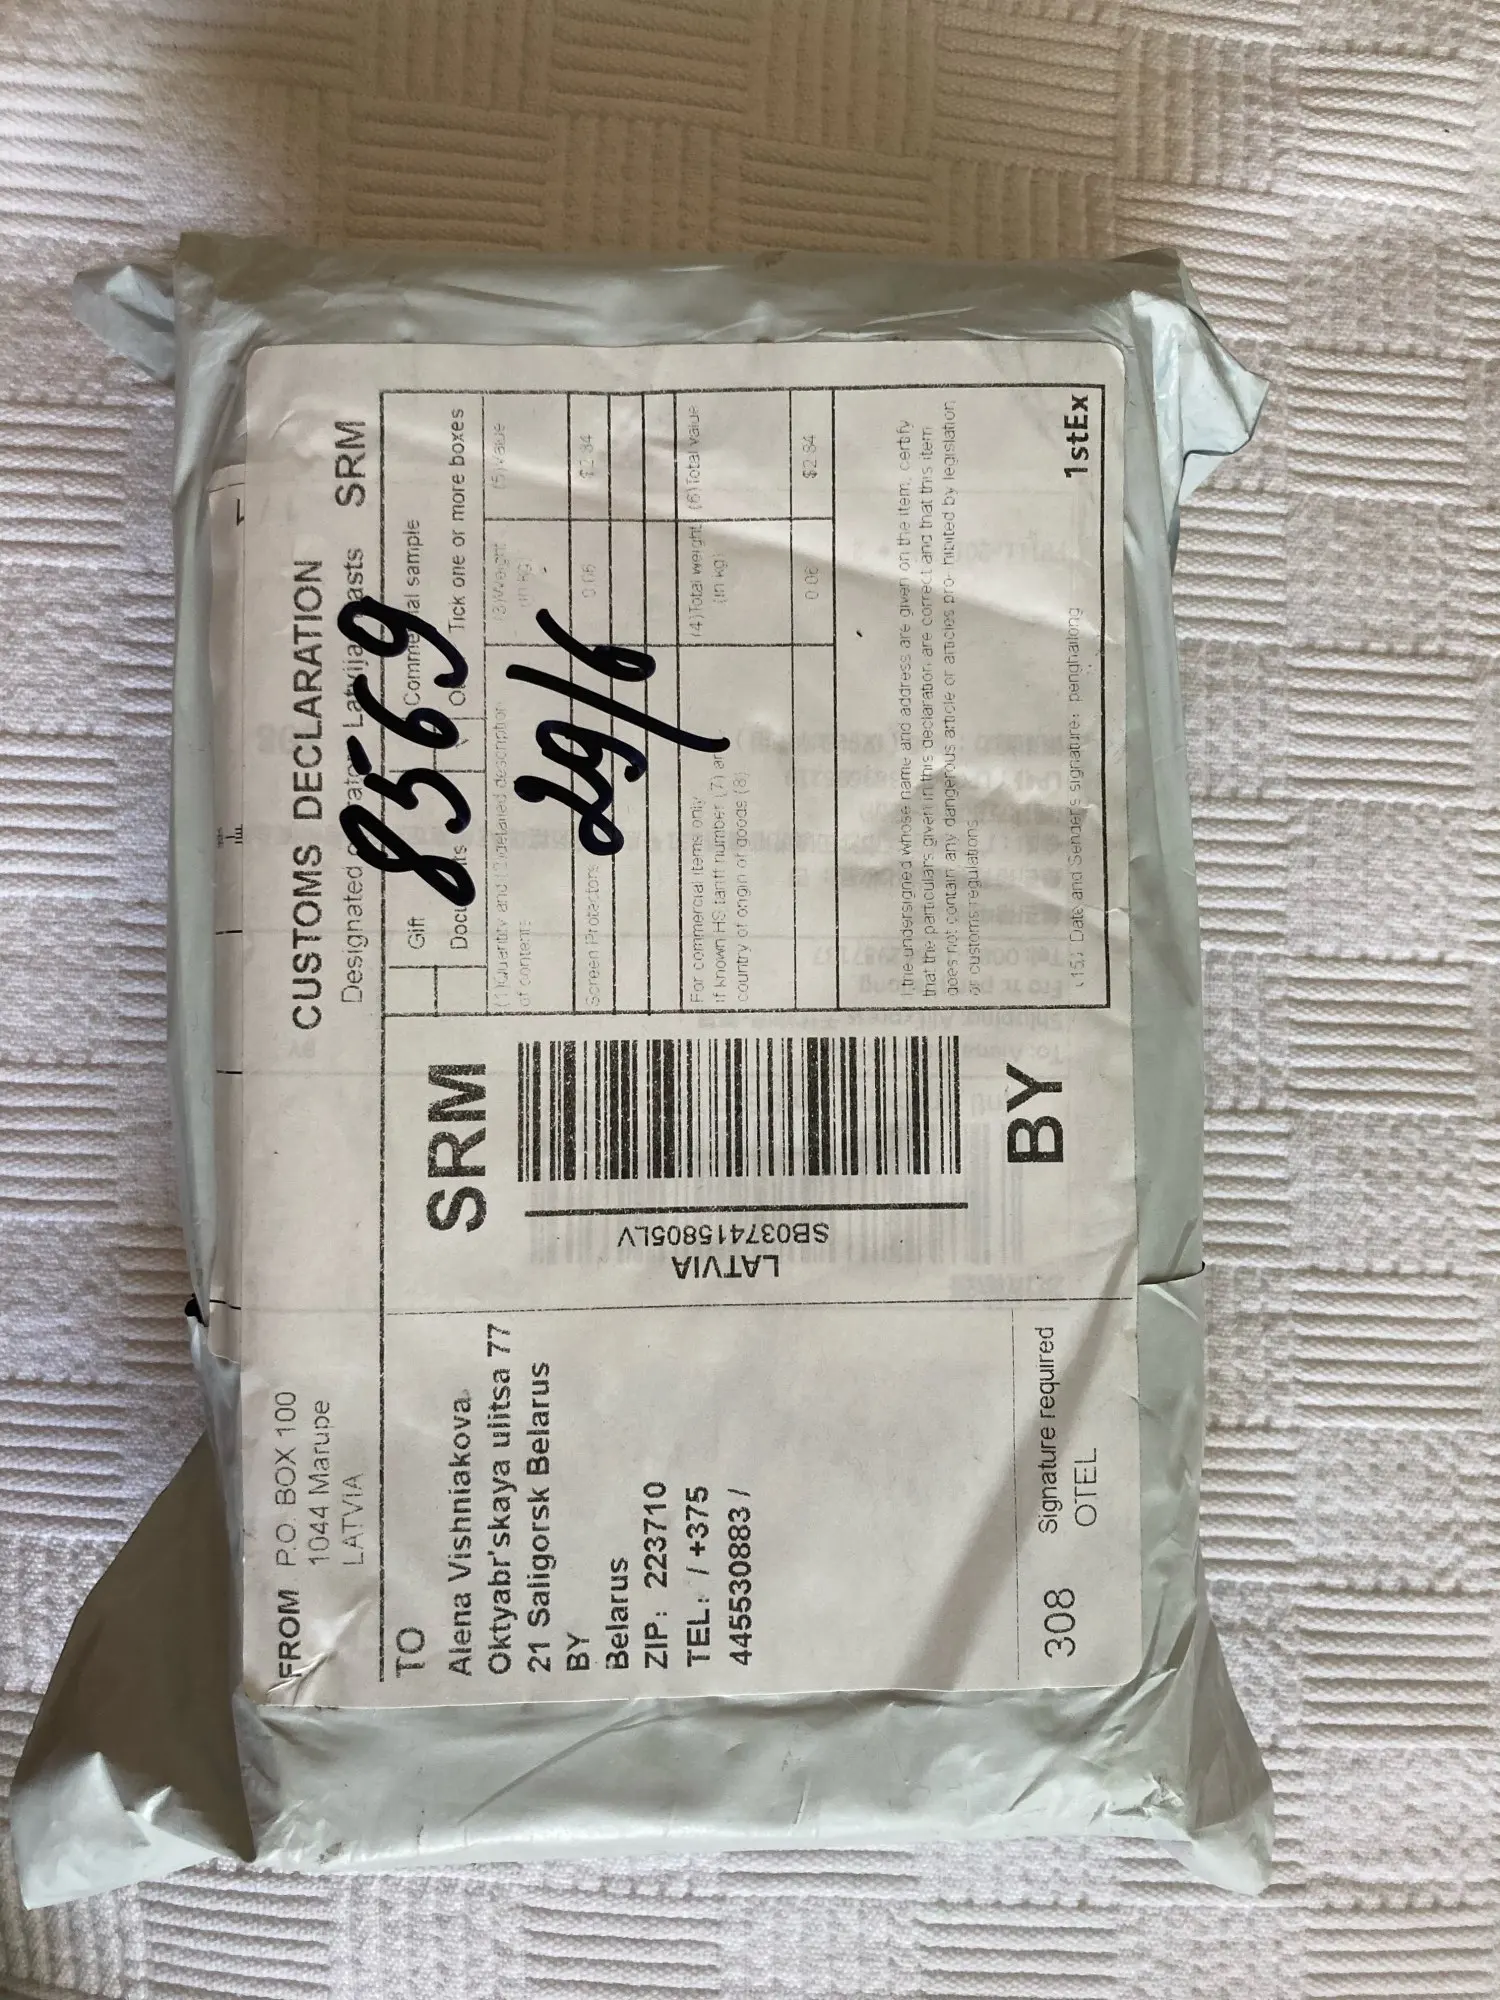 FROM P.O. BOX 100
1044 Marupe
LATVIA
CUSTOMS DECLARATION SRM
Designated Latvija asts
8569
Gift
Commercial sample
Tick one or more boxes
(1)Quantity and (2)detailed description
of contents
(3)Weight
(in kg)
(5)Value
29/6
Screen Protectors
0.06
$2.84
For commercial items only
If known HS tariff number (7) and
country of origin of goods (8)
(4)Total weight
(in kg)
(6)Total value
0.06
$2.84
I the undersigned whose name and address are given on the item, certify
that the particulars given in this declaration are correct and that this item
does not contain any dangerous article or articles pro- hibited by legislation
or customs regulations
(15) Date and Sender's signature: penghailong
1stEx
TO
Alena Vishniakova
Oktyabr'skaya ulitsa 77
21 Saligorsk Belarus
BY
Belarus
ZIP: 223710
TEL: / +375
445530883 /
SRM
SB037415805LV
LATVIA
BY
308
Signature required
OTEL